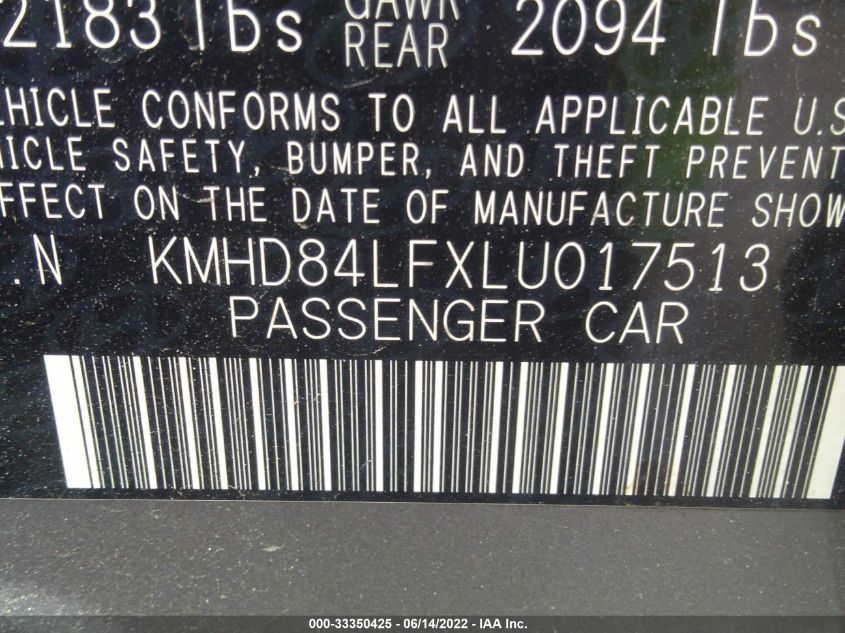 2183 lbs GAWR REAR 2094 lbs
EHICLE CONFORMS TO ALL APPLICABLE U.S
HICLE SAFETY, BUMPER, AND THEFT PREVENT
FFECT ON THE DATE OF MANUFACTURE SHOW
.N KMHD84LFXLU017513
PASSENGER CAR
000-33350425 - 06/14/2022 - IAA Inc.